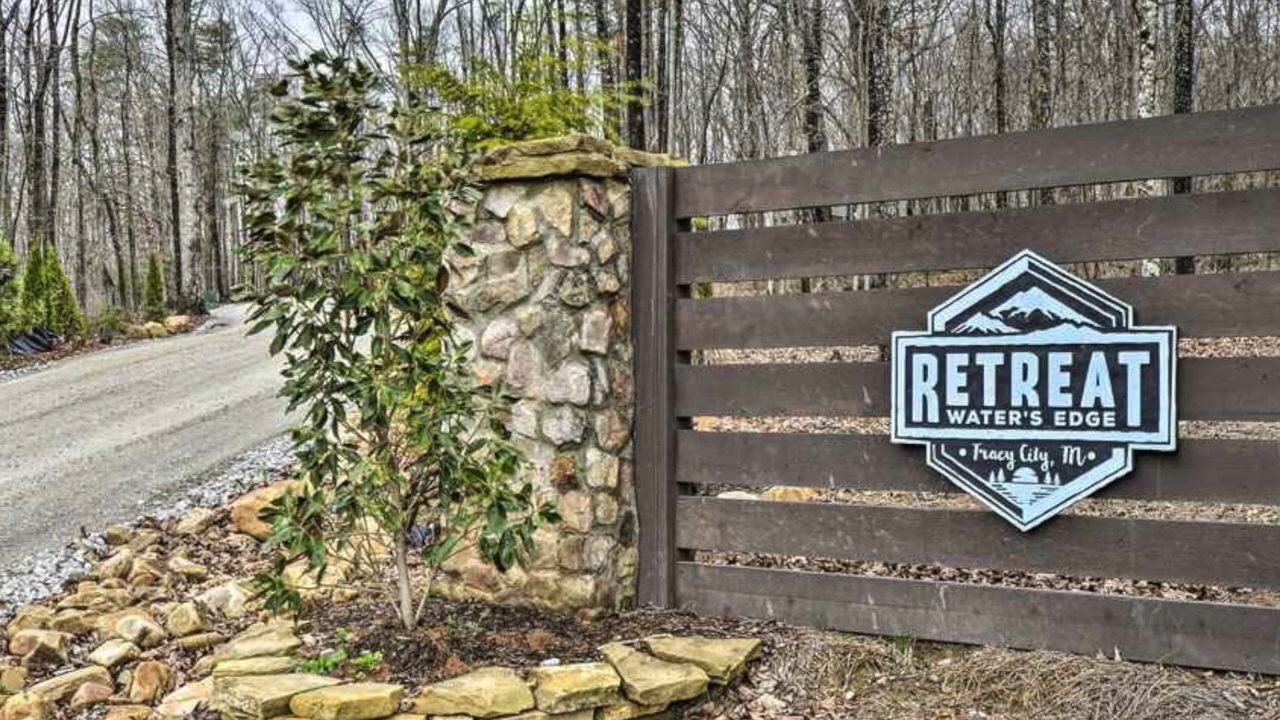 RETREAT
WATER'S EDGE
• Tracy City, TN •